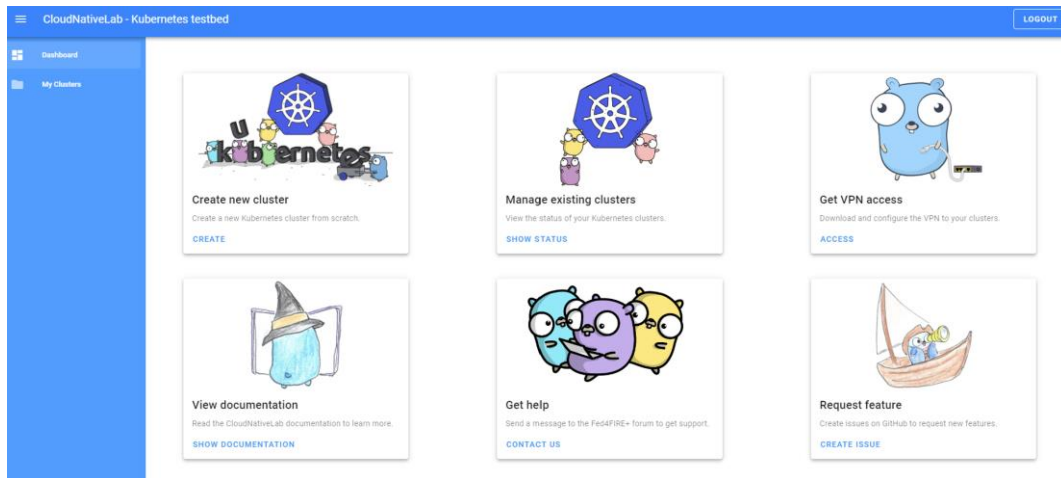 CloudNativeLab - Kubernetes testbed
LOGOUT
Dashboard
My Clusters
kubernetes
Create new cluster
Create a new Kubernetes cluster from scratch.
CREATE
Manage existing clusters
View the status of your Kubernetes clusters.
SHOW STATUS
Get VPN access
Download and configure the VPN to your clusters.
ACCESS
View documentation
Read the CloudNativeLab documentation to learn more.
SHOW DOCUMENTATION
Get help
Send a message to the Fed4FIRE+ forum to get support.
CONTACT US
Request feature
Create issues on GitHub to request new features.
CREATE ISSUE